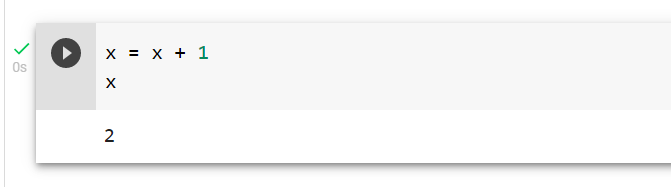 x = x + 1
0s
x
2